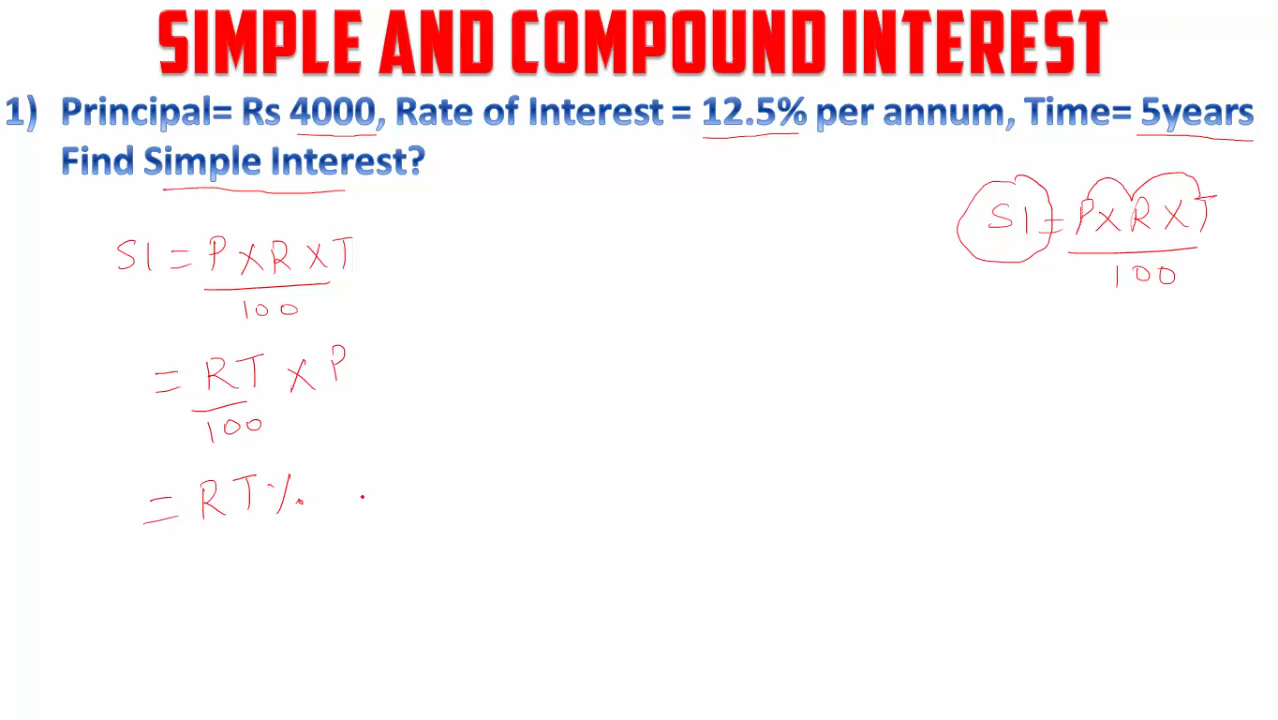 SIMPLE AND COMPOUND INTEREST
1) Principal= Rs 4000, Rate of Interest = 12.5% per annum, Time= 5years
Find Simple Interest?
SI = P X R X T
100
SI = P X R X T
100
= RT X P
100
= RT %